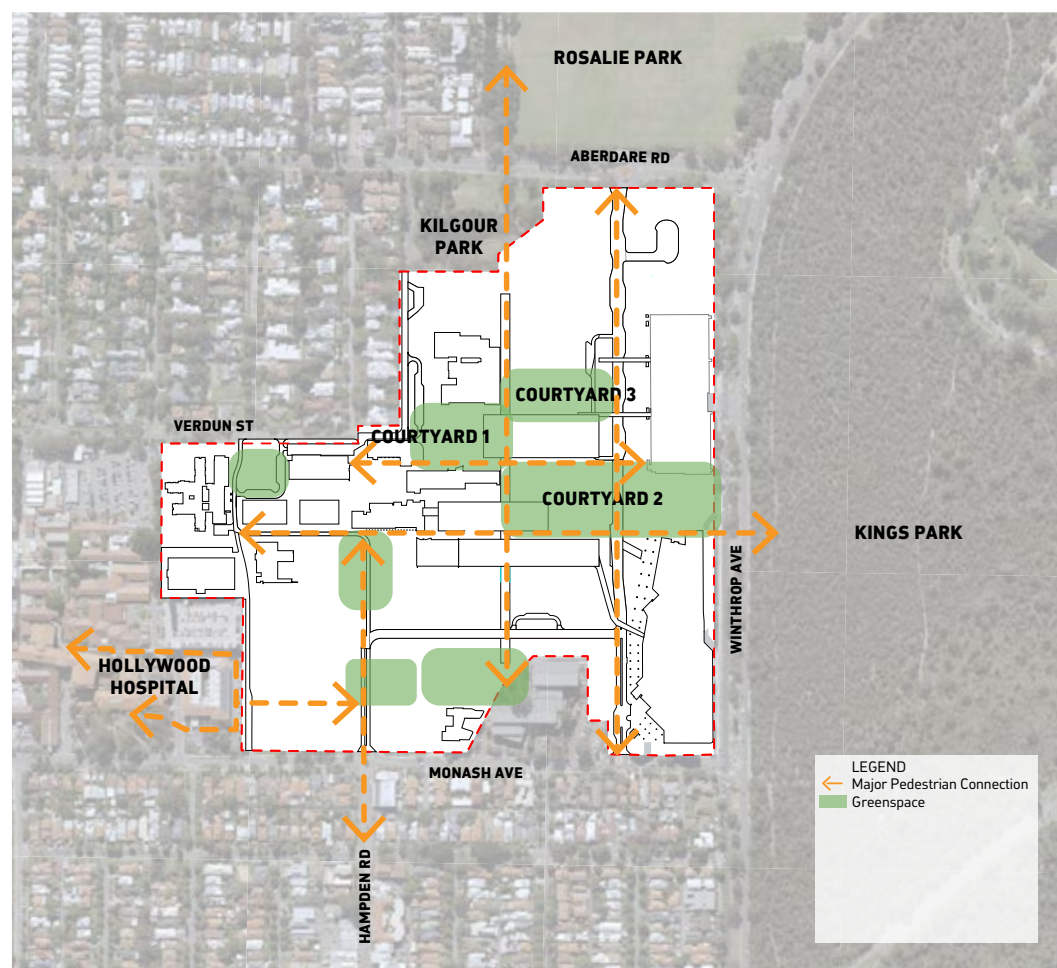 ROSALIE PARK
ABERDARE RD
KILGOUR
PARK
COURTYARD 3
VERDUN ST
COURTYARD 1
COURTYARD 2
KINGS PARK
WINTHROP AVE
HOLLYWOOD
HOSPITAL
MONASH AVE
HAMPDEN RD
LEGEND
Major Pedestrian Connection
Greenspace